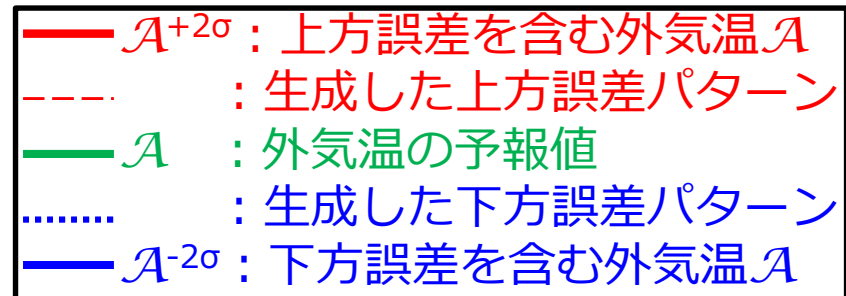 𝒜⁺²σ：上方誤差を含む外気温𝒜
：生成した上方誤差パターン
𝒜：外気温の予報値
：生成した下方誤差パターン
𝒜⁻²σ：下方誤差を含む外気温𝒜